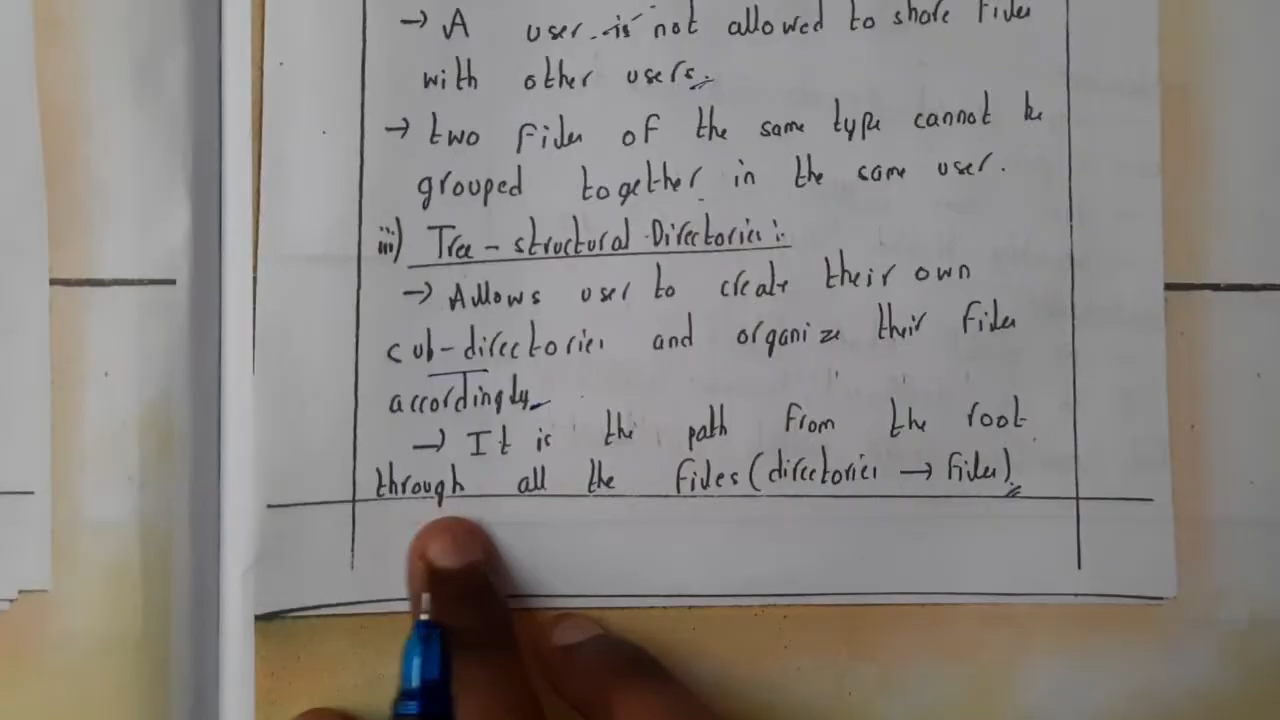 → A user is not allowed to share files
with other users.
→ two files of the same type cannot be
grouped together in the same user.
iii) Tree-structural Directories:
→ Allows user to create their own
sub-directories and organize their files
accordingly
→ It is the path from the root
through all the files (directories → files).